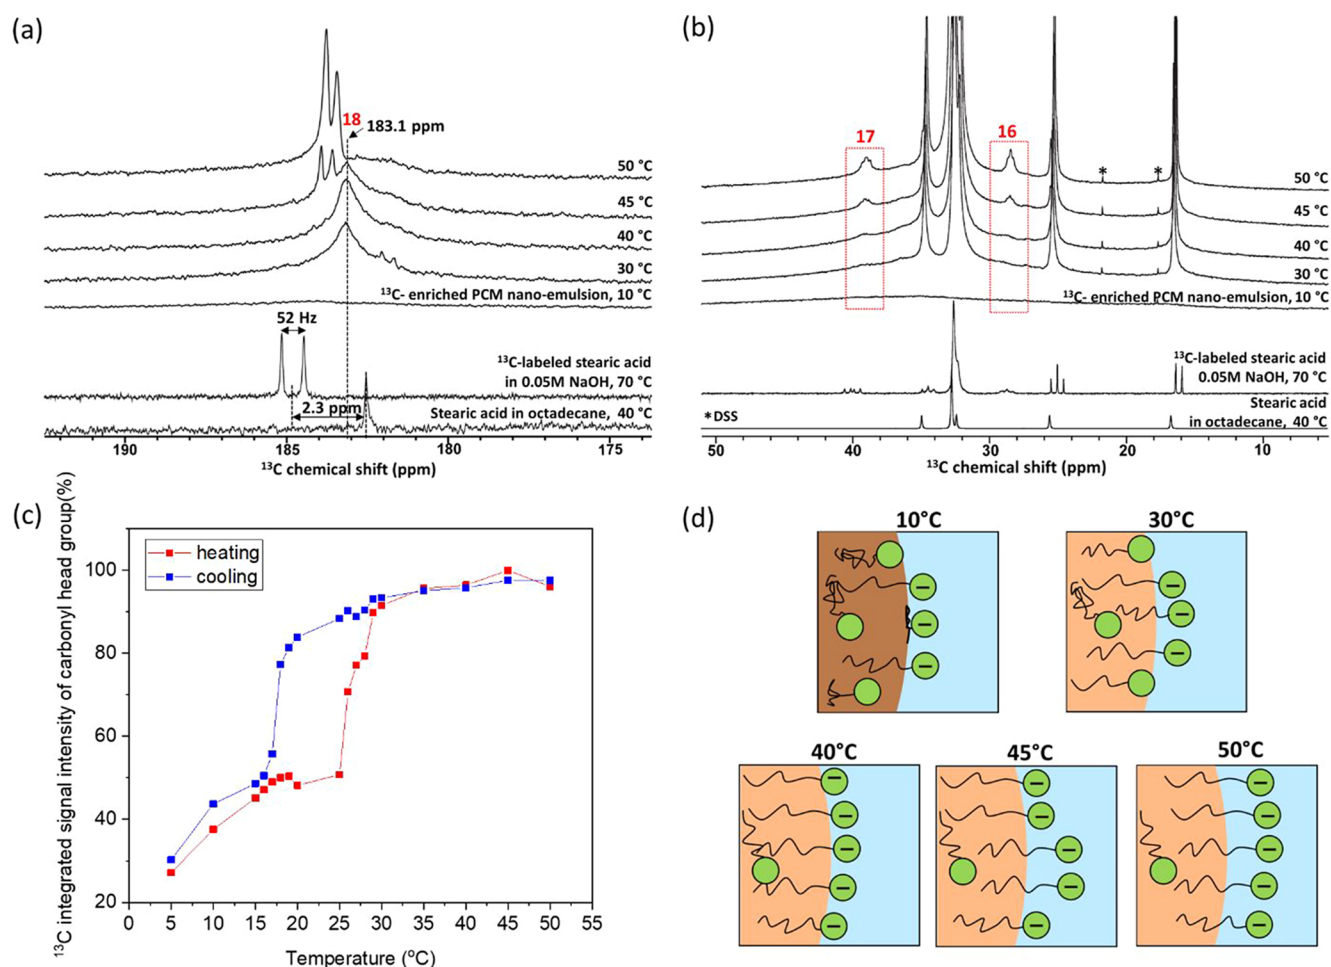 (a)
18
183.1 ppm
50 °C
45 °C
40 °C
30 °C
13C- enriched PCM nano-emulsion, 10 °C
52 Hz
13C-labeled stearic acid
in 0.05M NaOH, 70 °C
2.3 ppm
Stearic acid in octadecane, 40 °C
190 185 180 175
13C chemical shift (ppm)
(b)
17
16
* *
50 °C
45 °C
40 °C
30 °C
13C- enriched PCM nano-emulsion, 10 °C
13C-labeled stearic acid
0.05M NaOH, 70 °C
Stearic acid
in octadecane, 40 °C
*DSS
50 40 30 20 10
13C chemical shift (ppm)
(c)
13C integrated signal intensity of carbonyl head group(%)
heating
cooling
100
80
60
40
20
0 5 10 15 20 25 30 35 40 45 50 55
Temperature (°C)
(d)
10°C
30°C
40°C
45°C
50°C